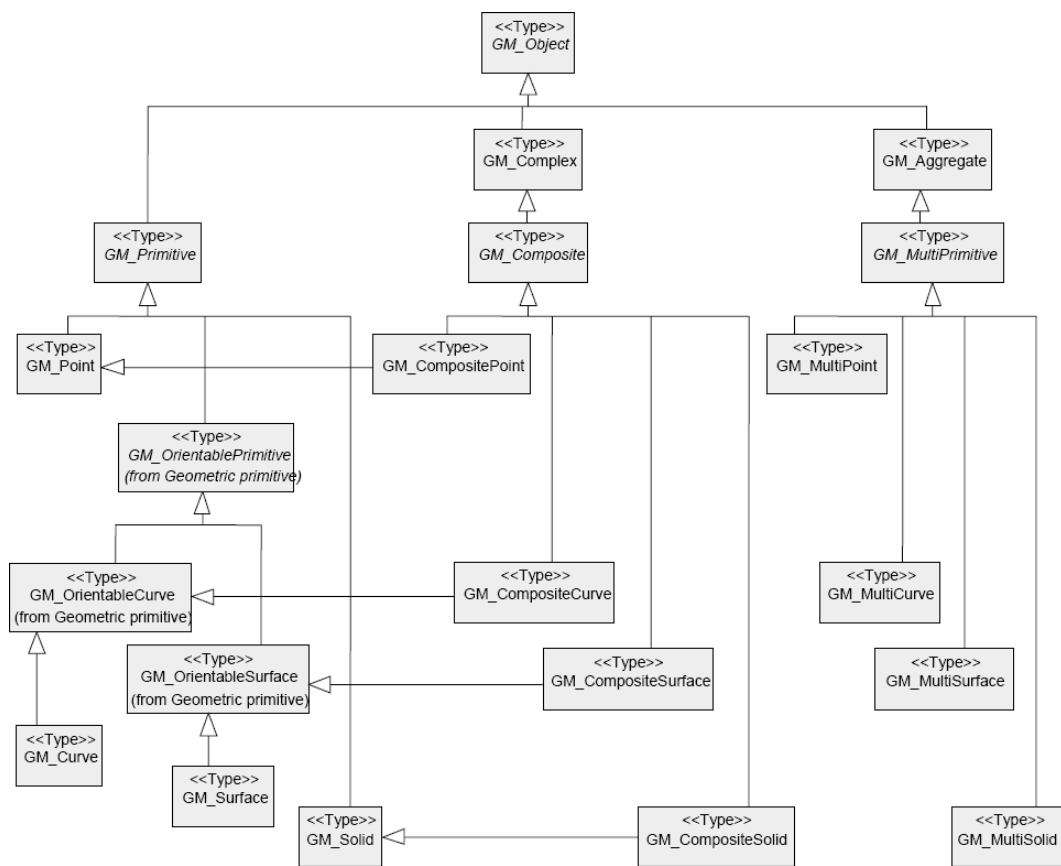 <<Type>>
GM_Object
<<Type>>
GM_Complex
<<Type>>
GM_Aggregate
<<Type>>
GM_Primitive
<<Type>>
GM_Composite
<<Type>>
GM_MultiPrimitive
<<Type>>
GM_Point
<<Type>>
GM_CompositePoint
<<Type>>
GM_MultiPoint
<<Type>>
GM_OrientablePrimitive
(from Geometric primitive)
<<Type>>
GM_OrientableCurve
(from Geometric primitive)
<<Type>>
GM_CompositeCurve
<<Type>>
GM_MultiCurve
<<Type>>
GM_OrientableSurface
(from Geometric primitive)
<<Type>>
GM_CompositeSurface
<<Type>>
GM_MultiSurface
<<Type>>
GM_Curve
<<Type>>
GM_Surface
<<Type>>
GM_Solid
<<Type>>
GM_CompositeSolid
<<Type>>
GM_MultiSolid